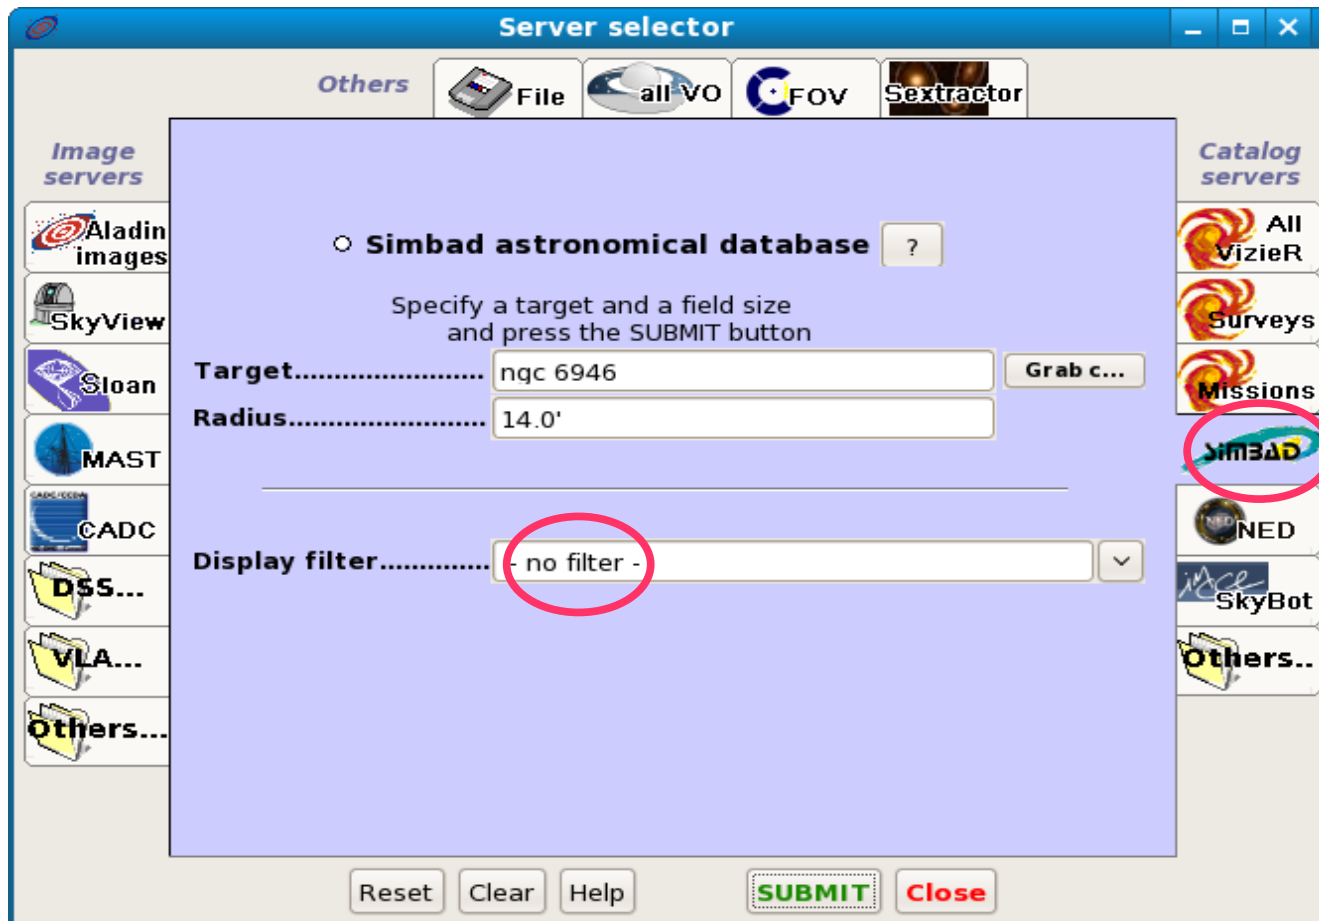 Server selector
Others
File
all VO
FOV
Sextractor
Image
servers
Catalog
servers
Aladin
images
SkyView
Sloan
MAST
CADC/CCDA
CADC
DSS...
VLA...
Others...
Simbad astronomical database
?
Specify a target and a field size
and press the SUBMIT button
Target........................ ngc 6946 Grab c...
Radius......................... 14.0'
Display filter.............. - no filter -
All
VizieR
Surveys
Missions
SiMBAD
NED
NED
SkyBot
Others..
Reset Clear Help SUBMIT Close